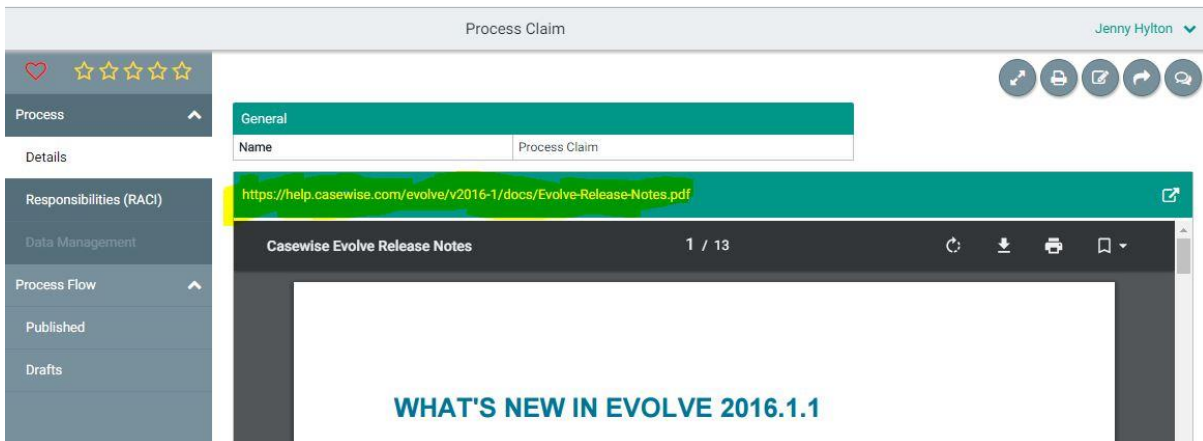 Process Claim
Jenny Hylton
Process
Details
Responsibilities (RACI)
Data Management
Process Flow
Published
Drafts
General
Name Process Claim
https://help.casewise.com/evolve/v2016-1/docs/Evolve-Release-Notes.pdf
Casewise Evolve Release Notes 1 / 13
WHAT'S NEW IN EVOLVE 2016.1.1